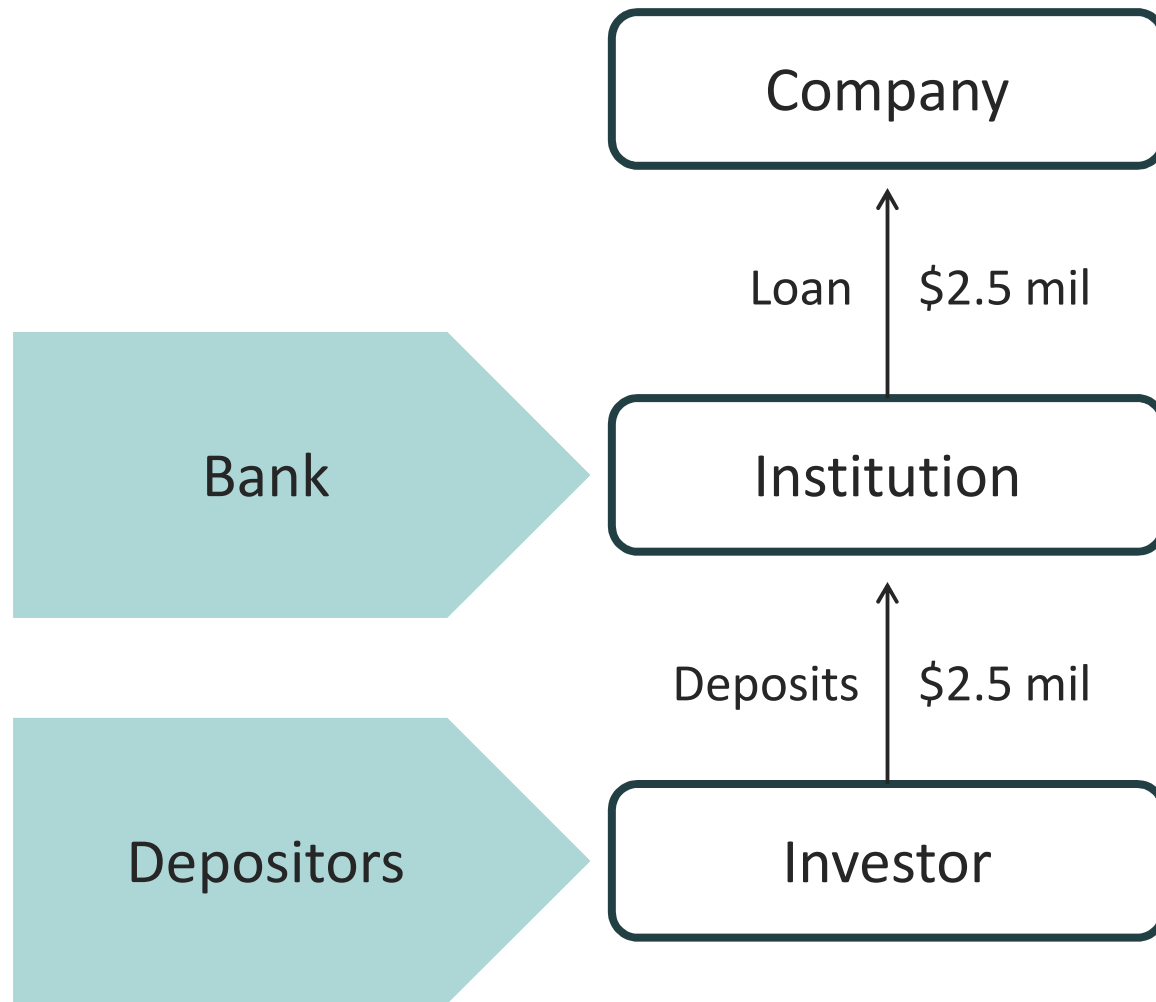 Company
Loan $2.5 mil
Bank
Institution
Deposits $2.5 mil
Depositors
Investor